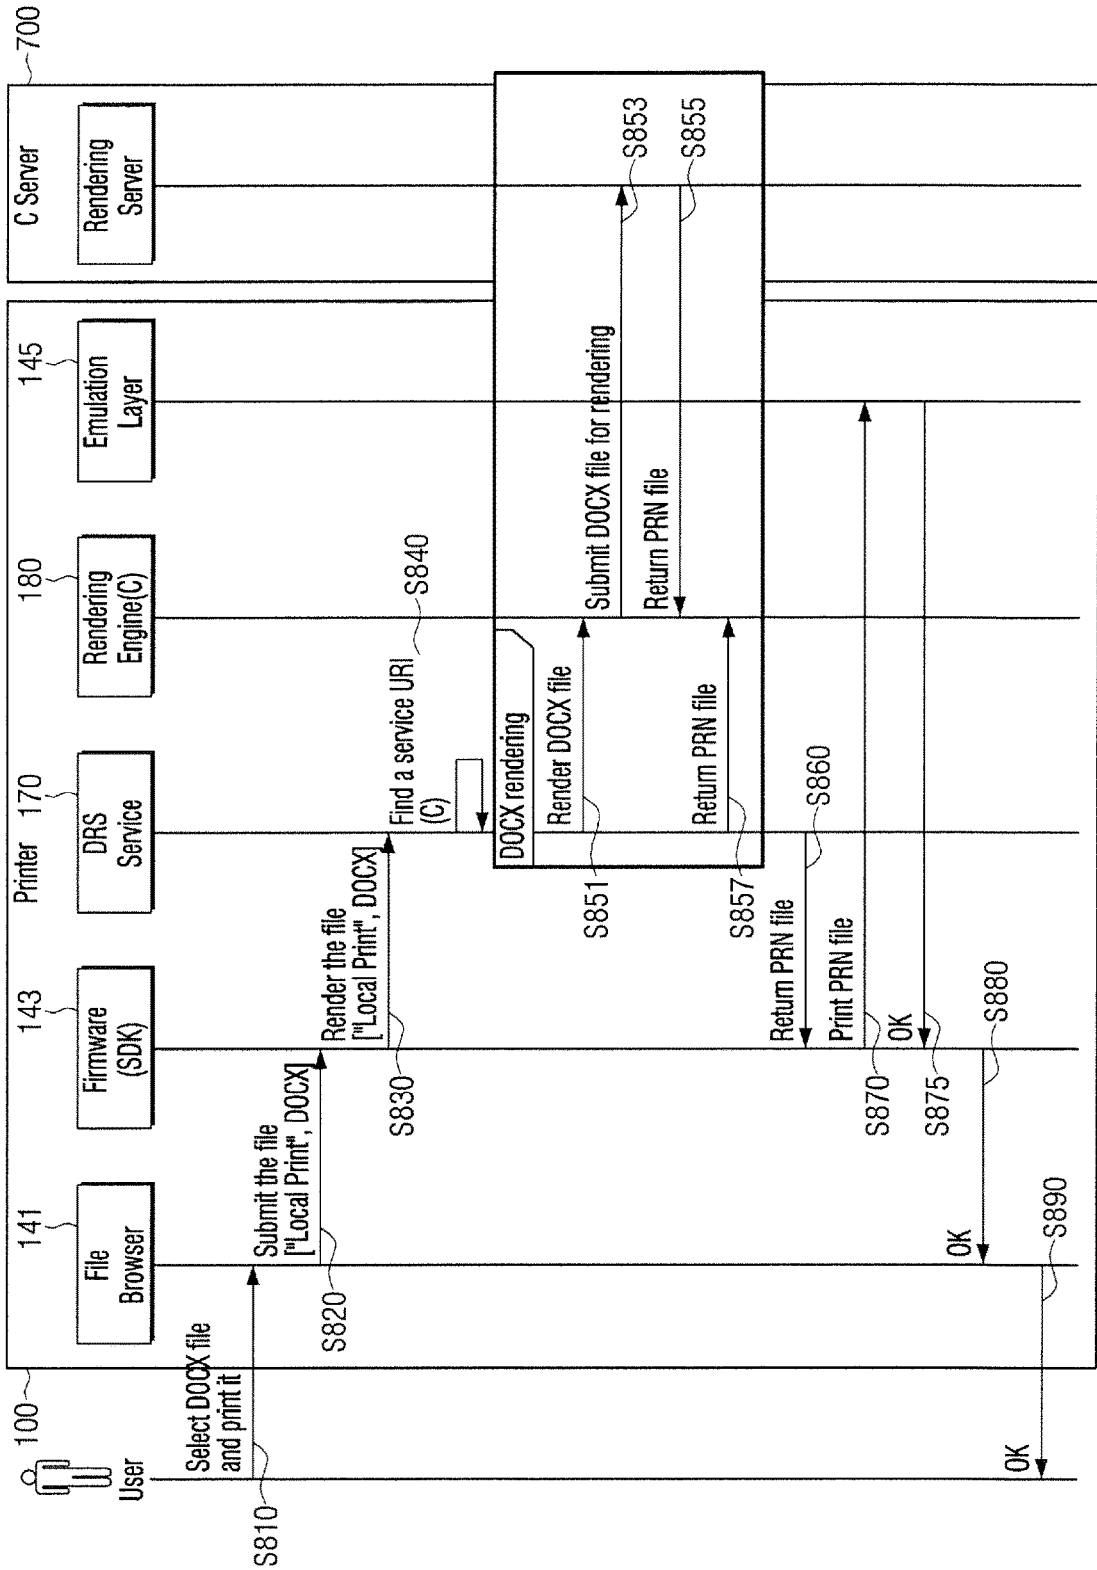 100
User
Printer
C Server
700
141
File
Browser
143
Firmware
(SDK)
170
DRS
Service
180
Rendering
Engine(C)
145
Emulation
Layer
Rendering
Server
Select DOCX file
and print it
S810
Submit the file
["Local Print", DOCX]
S820
Render the file
["Local Print", DOCX]
S830
Find a service URI
(C)
S840
DOCX rendering
Render DOCX file
S851
Submit DOCX file for rendering
S853
Return PRN file
S855
Return PRN file
S857
Return PRN file
S860
Print PRN file
S870
OK
S875
OK
S880
OK
S890